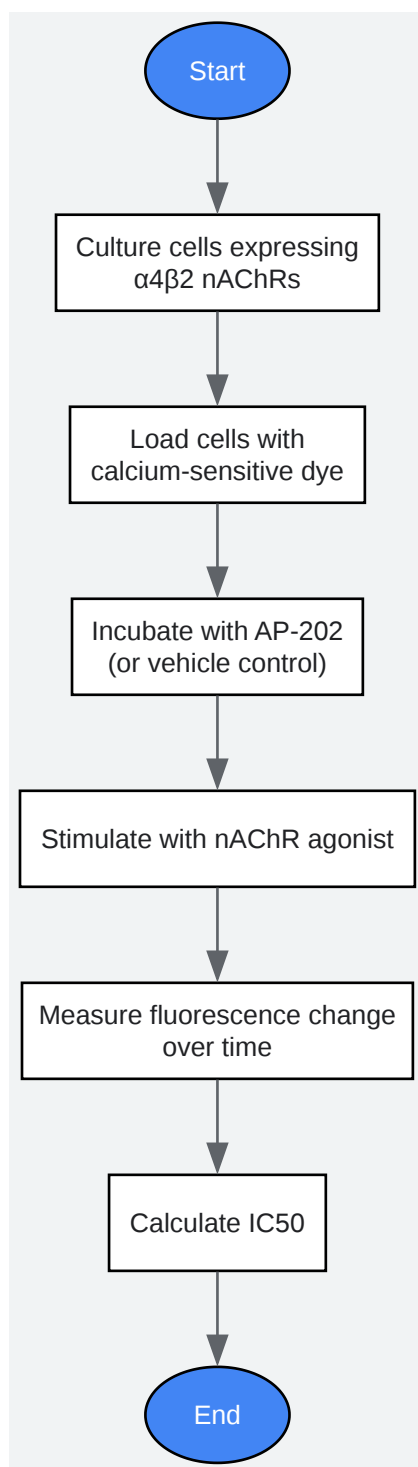 Start
Culture cells expressing
α4β2 nAChRs
Load cells with
calcium-sensitive dye
Incubate with AP-202
(or vehicle control)
Stimulate with nAChR agonist
Measure fluorescence change
over time
Calculate IC50
End